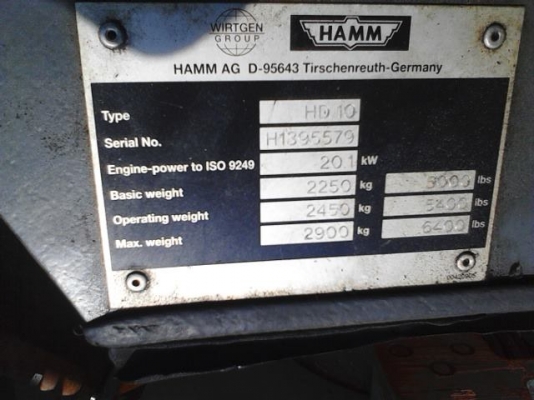 WIRTGEN
GROUP
HAMM
HAMM AG D-95643 Tirschenreuth-Germany
Type HD 10
Serial No. H1395579
Engine-power to ISO 9249 20.1 kW
Basic weight 2250 kg 5000 lbs
Operating weight 2450 kg 5400 lbs
Max. weight 2900 kg 6400 lbs